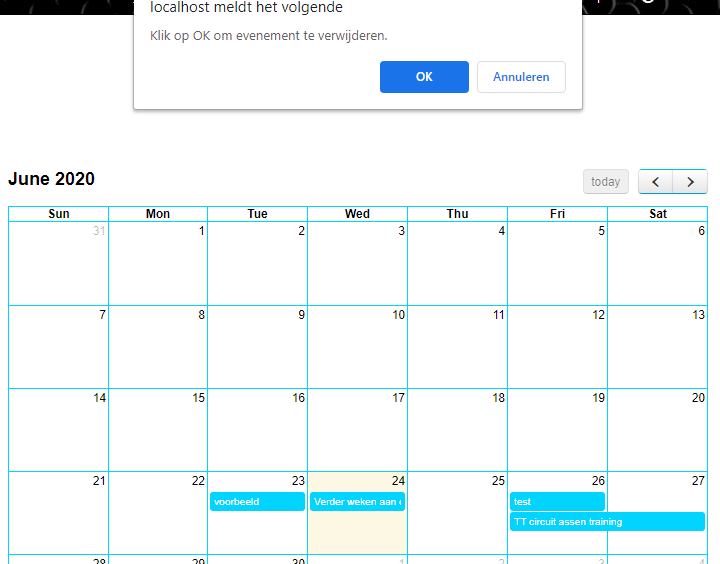 localhost meldt het volgende
Klik op OK om evenement te verwijderen.
OK Annuleren
June 2020 today
Sun Mon Tue Wed Thu Fri Sat
31 1 2 3 4 5 6
7 8 9 10 11 12 13
14 15 16 17 18 19 20
21 22 23 24 25 26 27
voorbeeld Verder weken aan test
TT circuit assen training
28 29 30 1 2 3 4